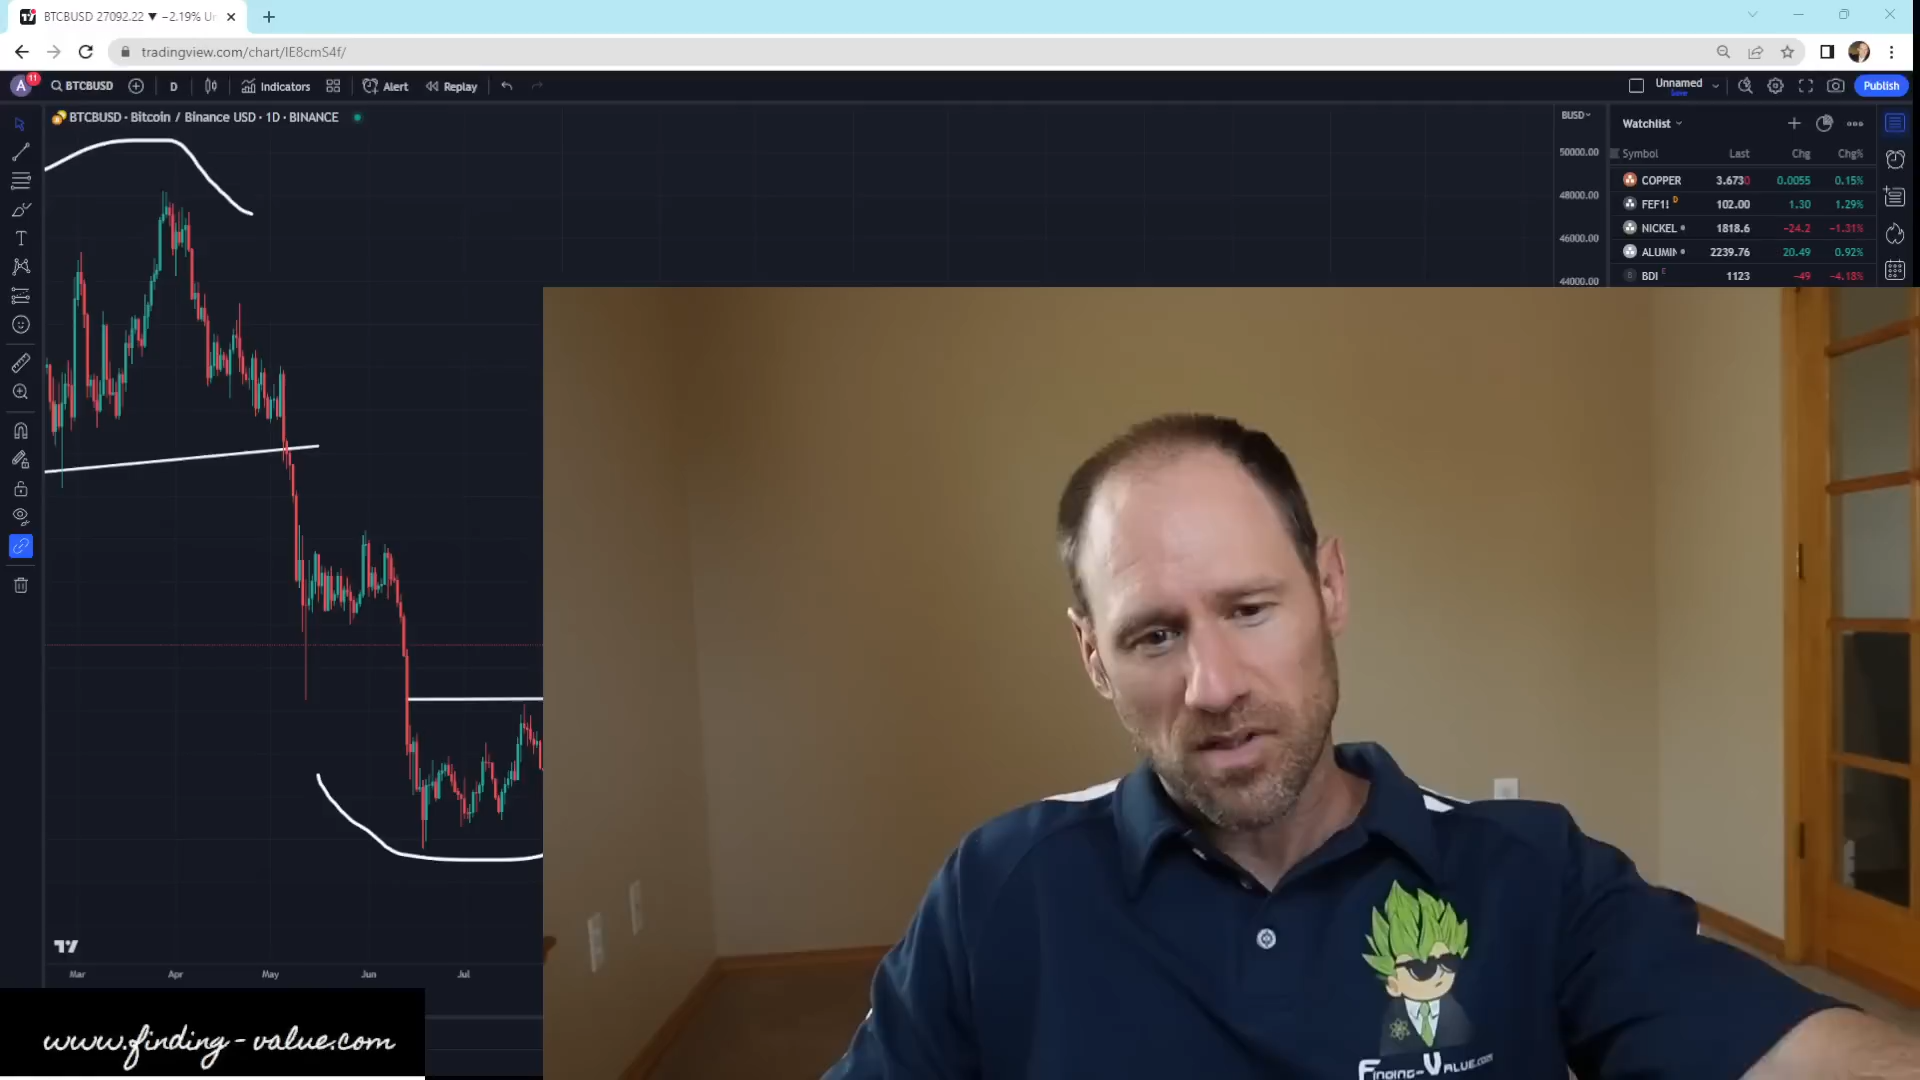 BTCBUSD 27092.22 ▼ −2.19% Un
tradingview.com/chart/IE8cmS4f/
A 11 BTCBUSD D Indicators Alert Replay Unnamed Save Publish
BTCBUSD · Bitcoin / Binance USD · 1D · BINANCE
BUSD
50000.00
48000.00
46000.00
44000.00
Watchlist
Symbol Last Chg Chg%
COPPER 3.6730 0.0055 0.15%
FEF1! D 102.00 1.30 1.29%
NICKEL 1818.6 −24.2 −1.31%
ALUMIN 2239.76 20.49 0.92%
BDI E 1123 −49 −4.18%
Mar Apr May Jun Jul
www.finding-value.com
FINDING-VALUE.com